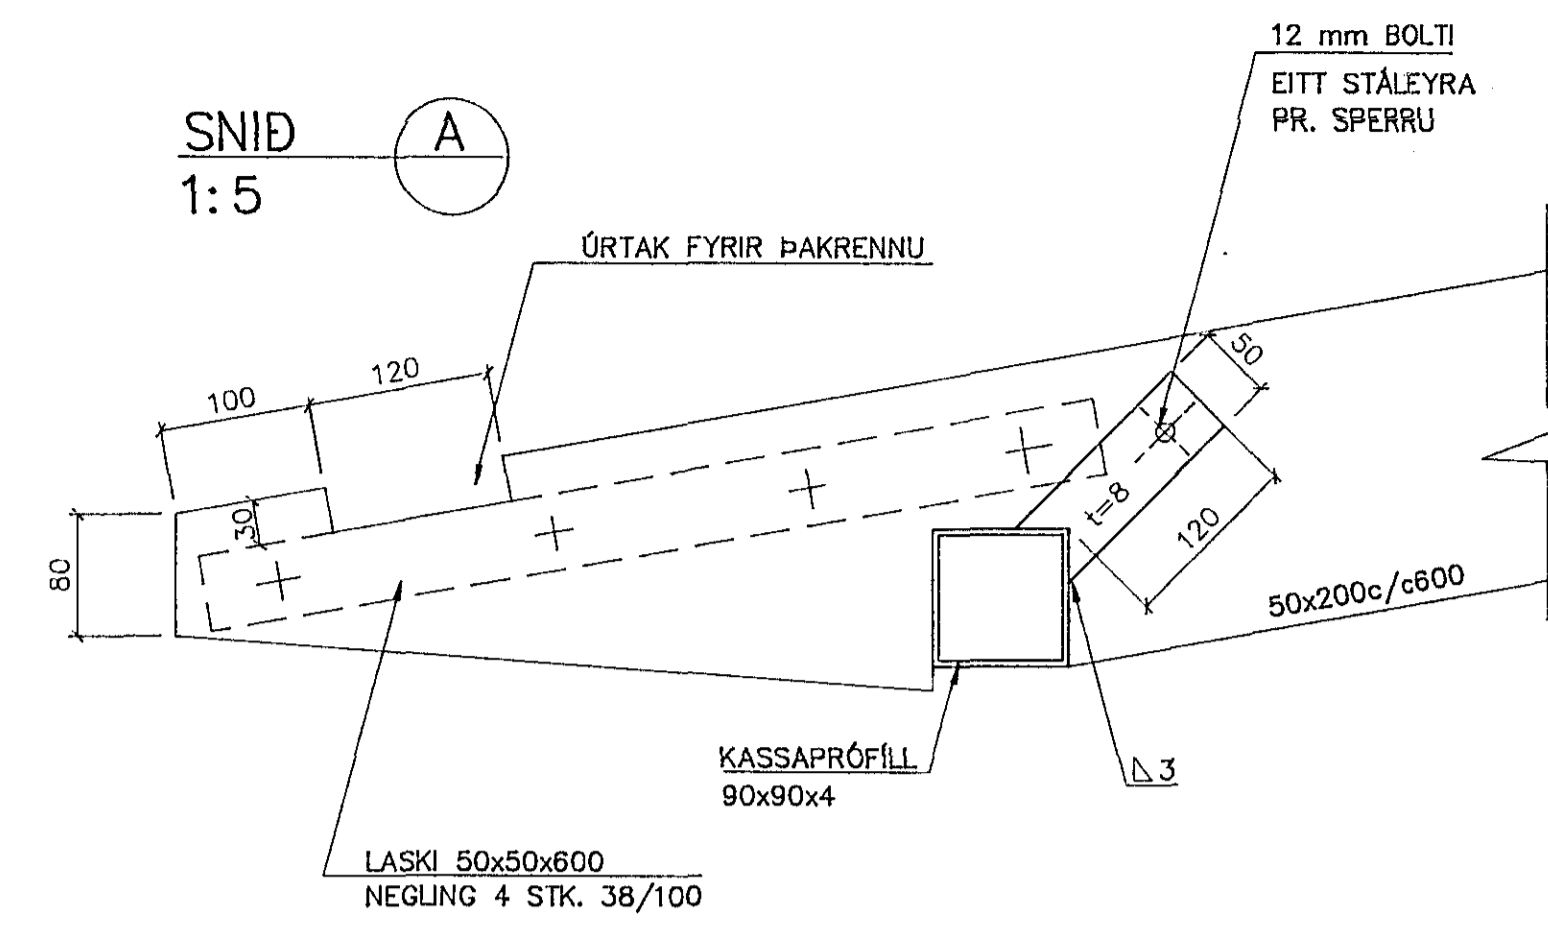 SNIÐ A
1:5
12 mm BOLTI
EITT STÁLEYRA
PR. SPERRU
ÚRTAK FYRIR ÞAKRENNU
100
120
50
30
80
t=8
120
50x200c/c600
KASSAPRÓFÍLL
90x90x4
3
LASKI 50x50x600
NEGLING 4 STK. 38/100